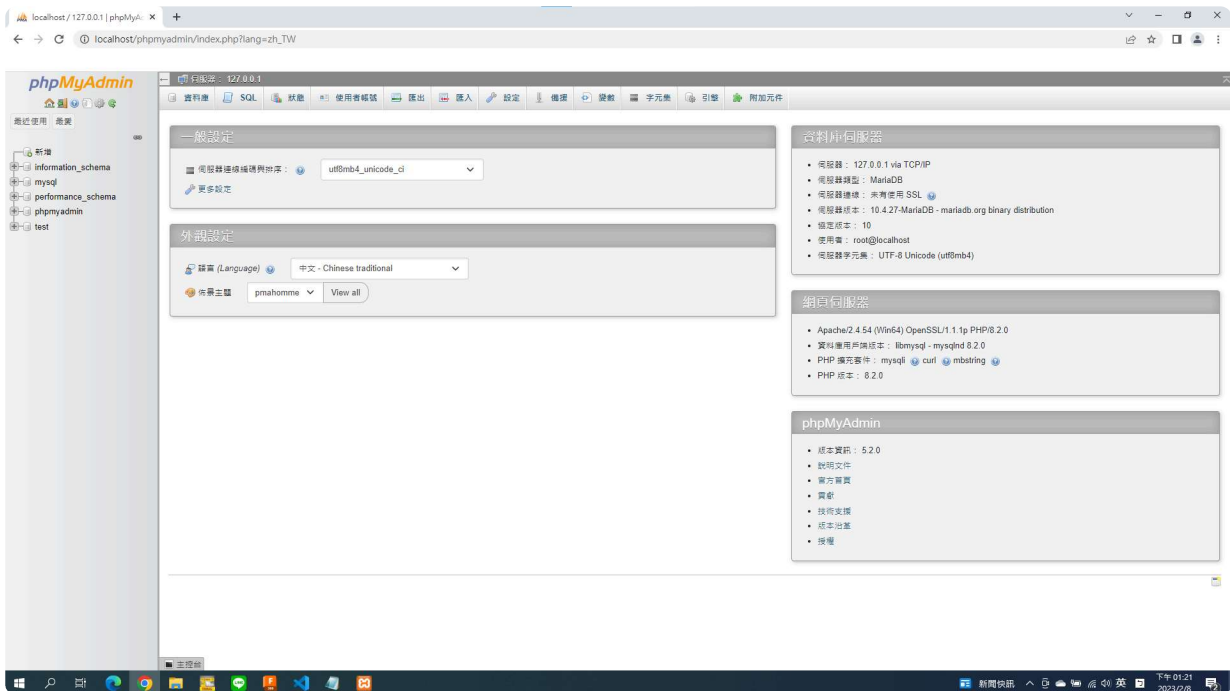 localhost / 127.0.0.1 | phpMyA
localhost/phpmyadmin/index.php?lang=zh_TW
phpMyAdmin
最近使用 最愛
新增
information_schema
mysql
performance_schema
phpmyadmin
test
伺服器： 127.0.0.1
資料庫 SQL 狀態 使用者帳號 匯出 匯入 設定 備援 變數 字元集 引擎 附加元件
一般設定
伺服器連線編碼與排序： utf8mb4_unicode_ci
更多設定
外觀設定
語言 (Language) 中文 - Chinese traditional
佈景主題 pmahomme View all
資料庫伺服器
• 伺服器： 127.0.0.1 via TCP/IP
• 伺服器類型： MariaDB
• 伺服器連線： 未有使用 SSL
• 伺服器版本： 10.4.27-MariaDB - mariadb.org binary distribution
• 協定版本： 10
• 使用者： root@localhost
• 伺服器字元集： UTF-8 Unicode (utf8mb4)
網頁伺服器
• Apache/2.4.54 (Win64) OpenSSL/1.1.1p PHP/8.2.0
• 資料庫用戶端版本： libmysql - mysqlnd 8.2.0
• PHP 擴充套件： mysqli curl mbstring
• PHP 版本： 8.2.0
phpMyAdmin
• 版本資訊： 5.2.0
• 說明文件
• 官方首頁
• 貢獻
• 技術支援
• 版本沿革
• 授權
主控台
新聞快訊 英 下午 01:21
2023/2/8